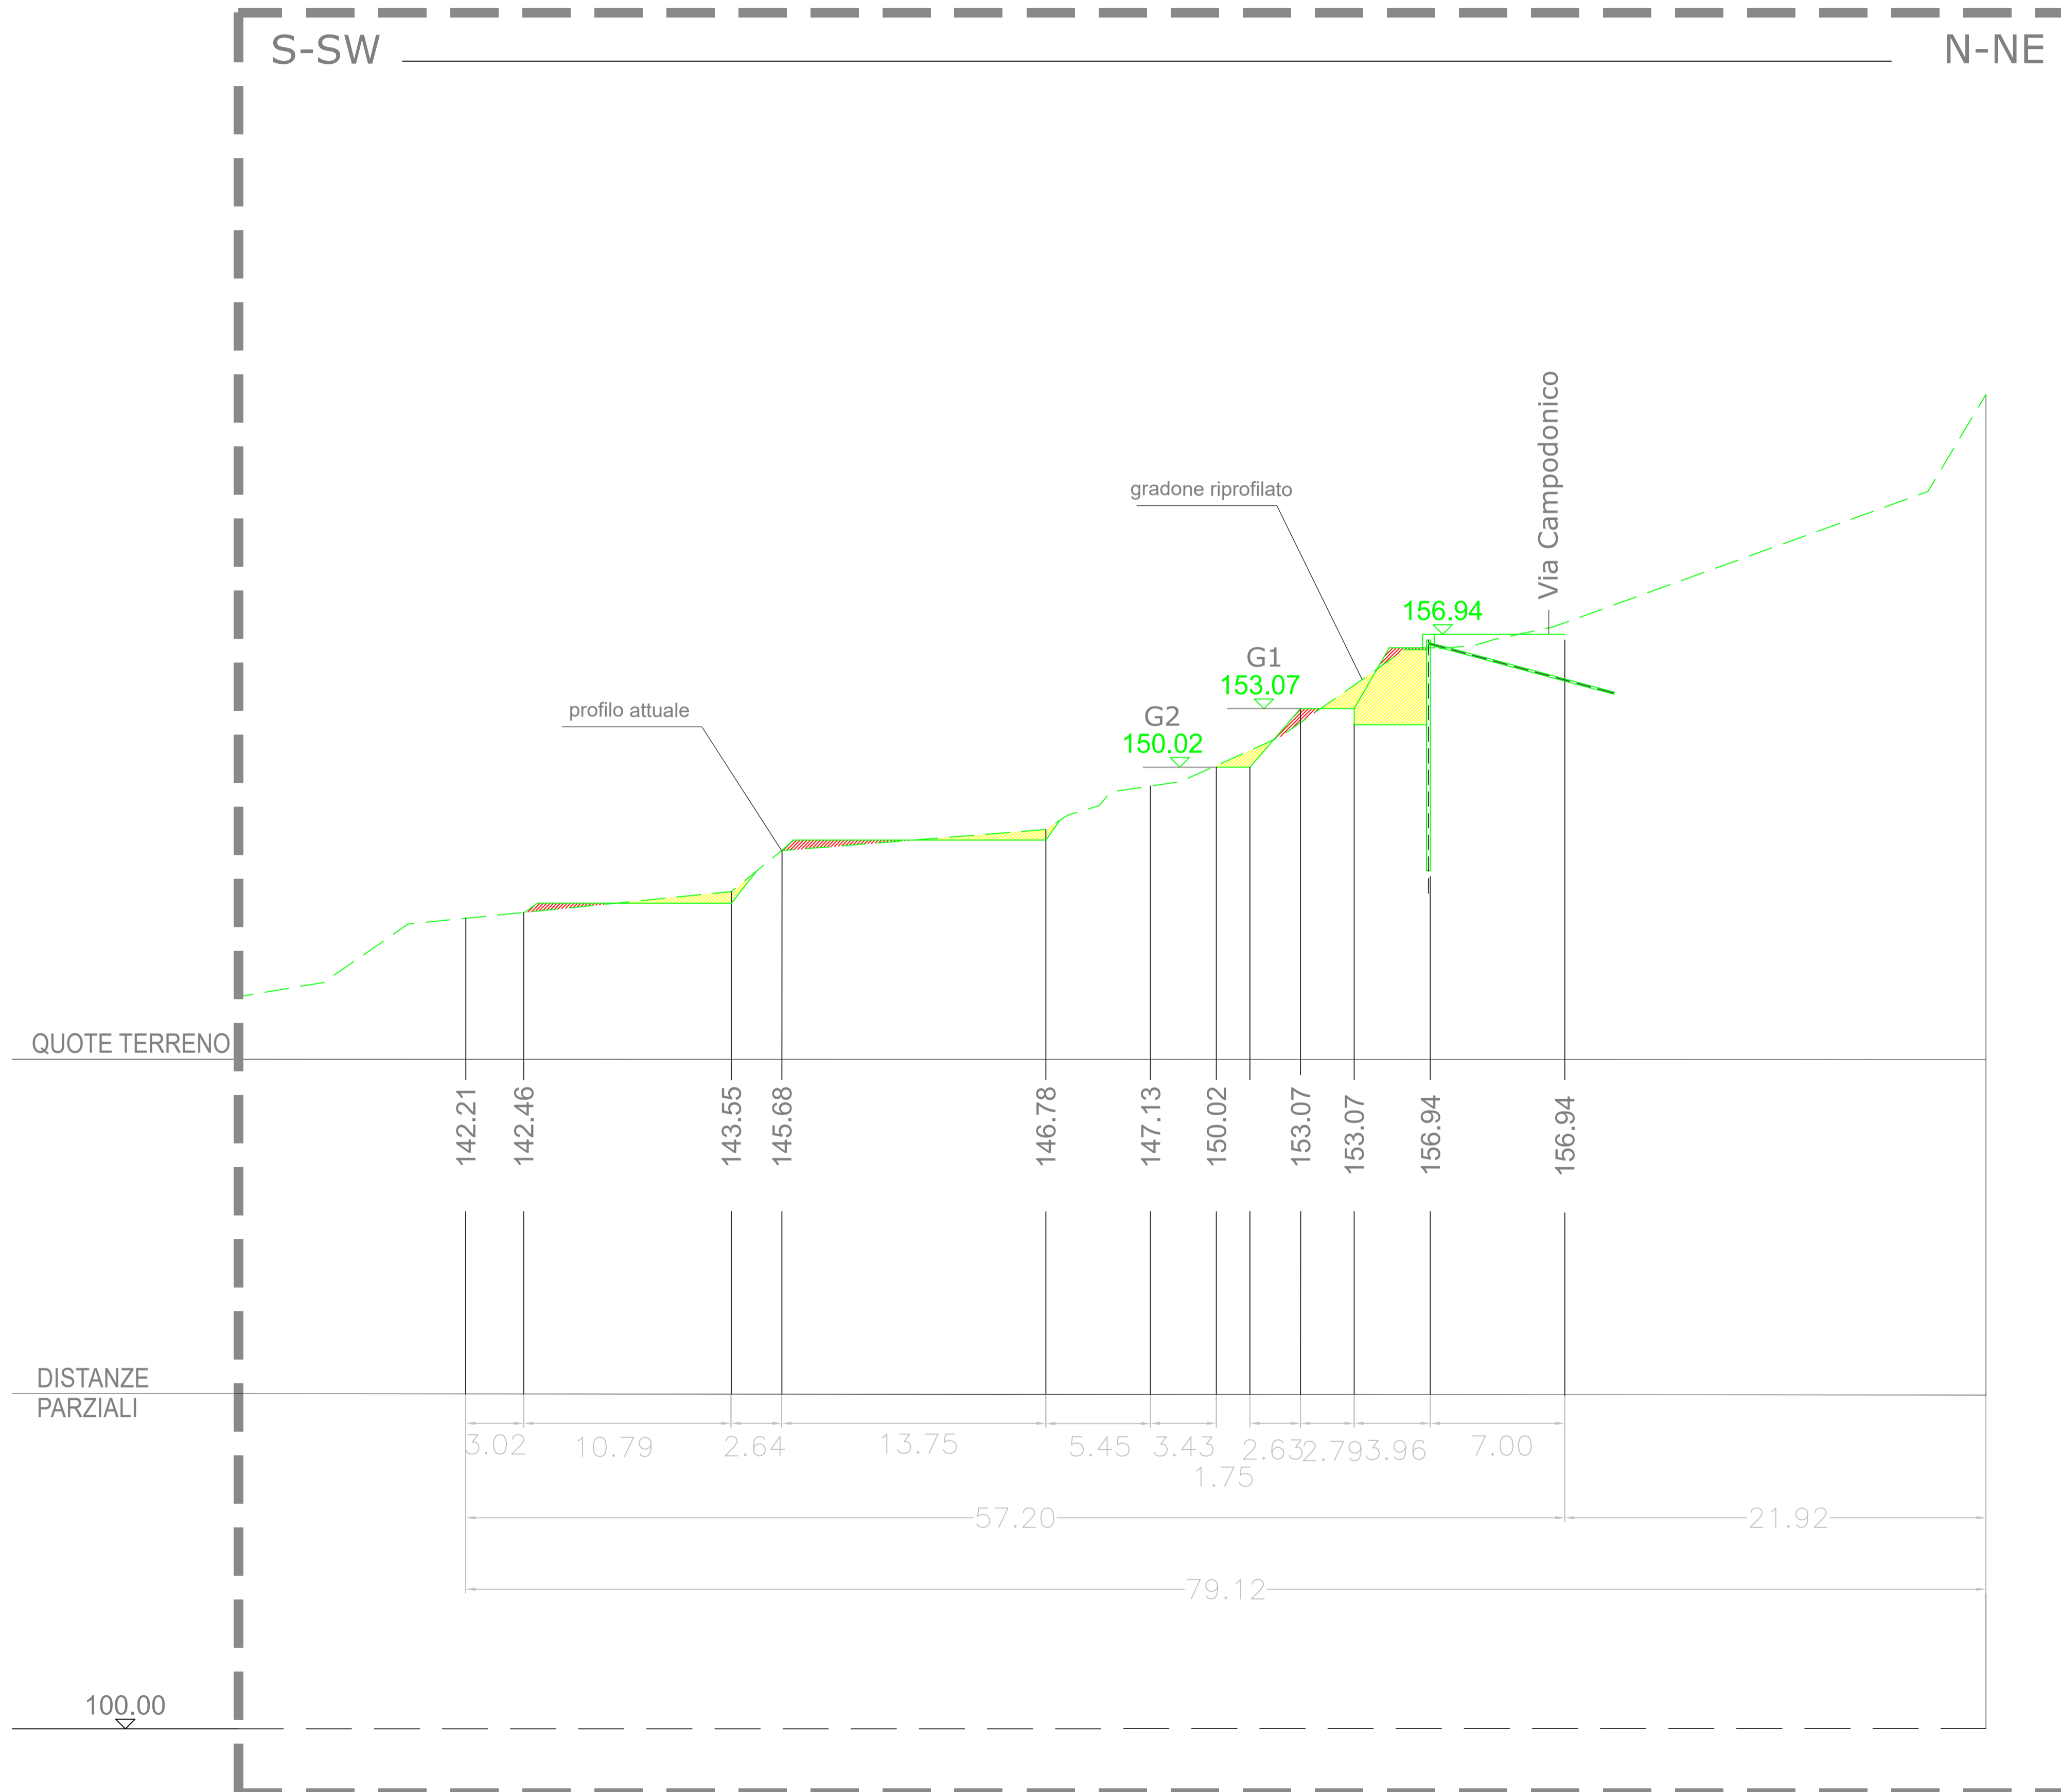 S-SW
N-NE
Via Campodonico
gradone riprofilato
156.94
G1
153.07
profilo attuale
G2
150.02
QUOTE TERRENO
142.21
142.46
143.55
145.68
146.78
147.13
150.02
153.07
153.07
156.94
156.94
DISTANZE
PARZIALI
3.02
10.79
2.64
13.75
5.45
3.43
1.75
2.63
2.79
3.96
7.00
57.20
21.92
79.12
100.00